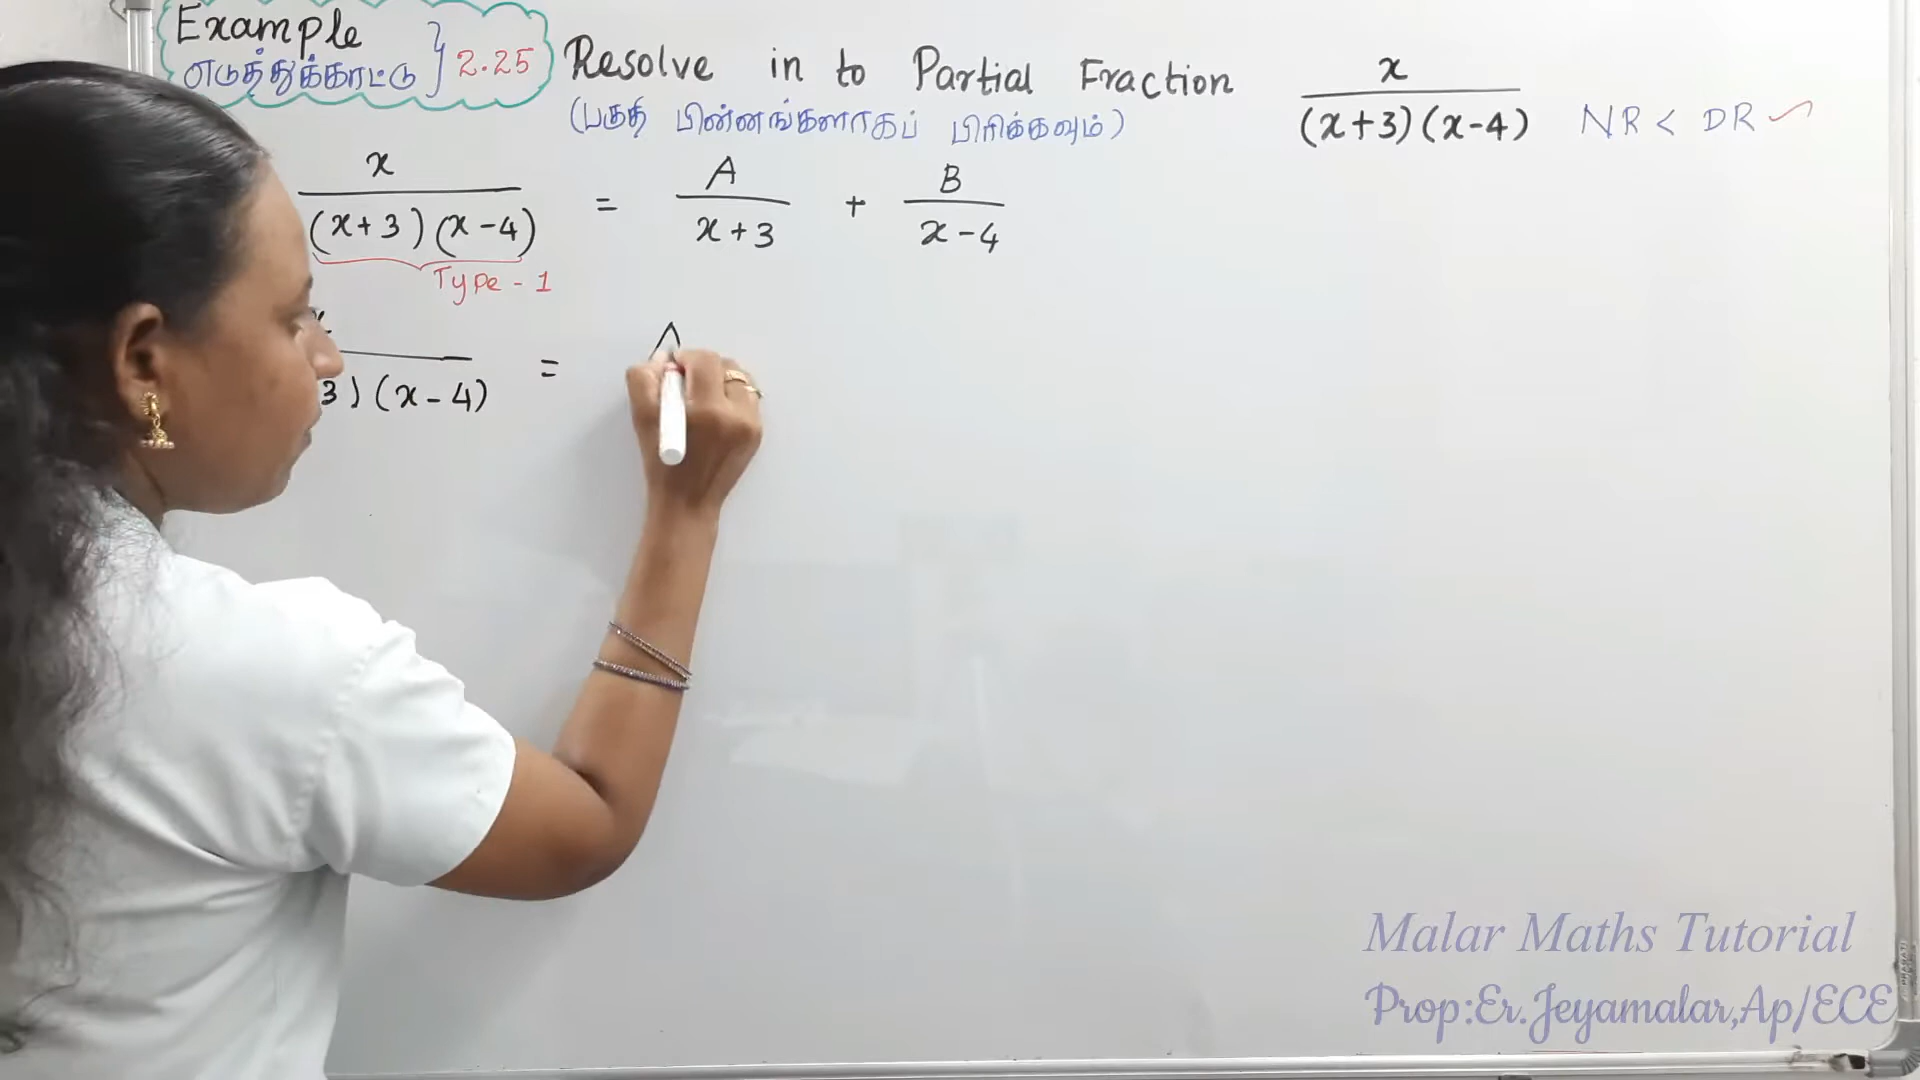 Example
எடுத்துக்காட்டு } 2.25
Resolve in to Partial Fraction x / (x+3)(x-4)
(பகுதி பின்னங்களாகப் பிரிக்கவும்) NR < DR ✓
x / (x+3)(x-4) = A / x+3 + B / x-4
Type - 1
3)(x-4) = A
Malar Maths Tutorial
Prop:Er.Jeyamalar,Ap/ECE